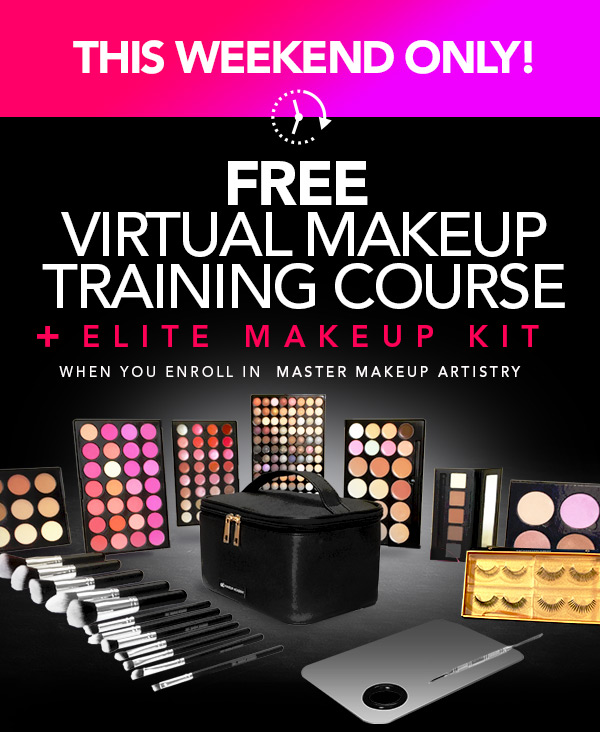 THIS WEEKEND ONLY!
FREE
VIRTUAL MAKEUP
TRAINING COURSE
+ ELITE MAKEUP KIT
WHEN YOU ENROLL IN MASTER MAKEUP ARTISTRY